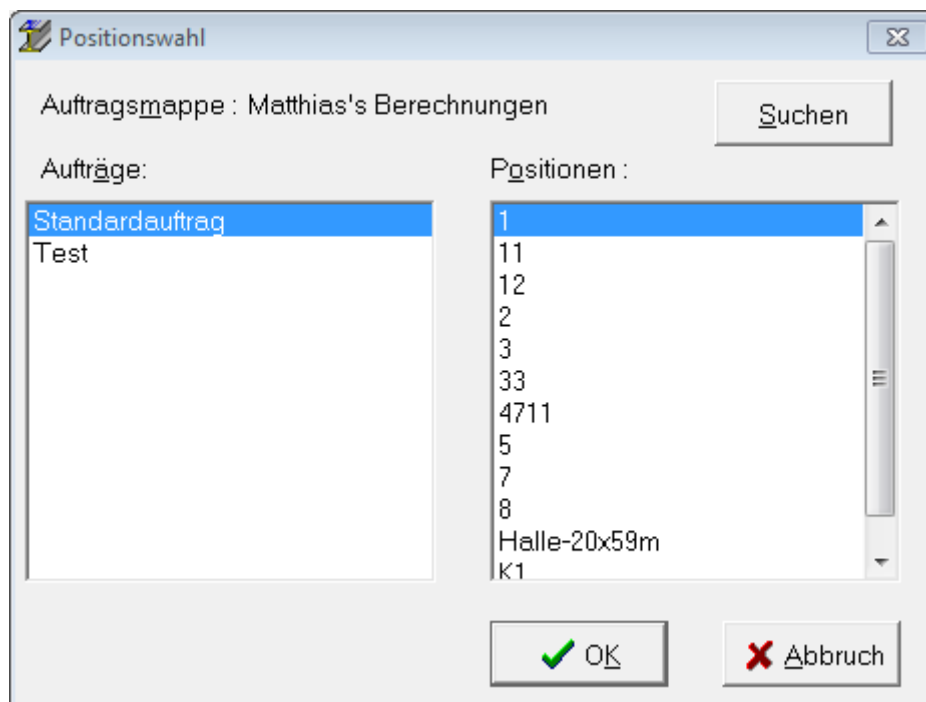 Positionswahl
Auftragsmappe : Matthias's Berechnungen
Suchen
Aufträge:
Standardauftrag
Test
Positionen :
1
11
12
2
3
33
4711
5
7
8
Halle-20x59m
K1
OK
Abbruch